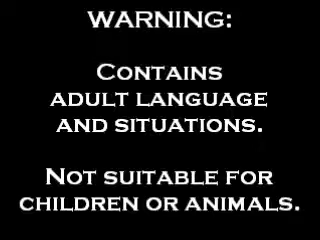 WARNING:
CONTAINS
ADULT LANGUAGE
AND SITUATIONS.
NOT SUITABLE FOR
CHILDREN OR ANIMALS.